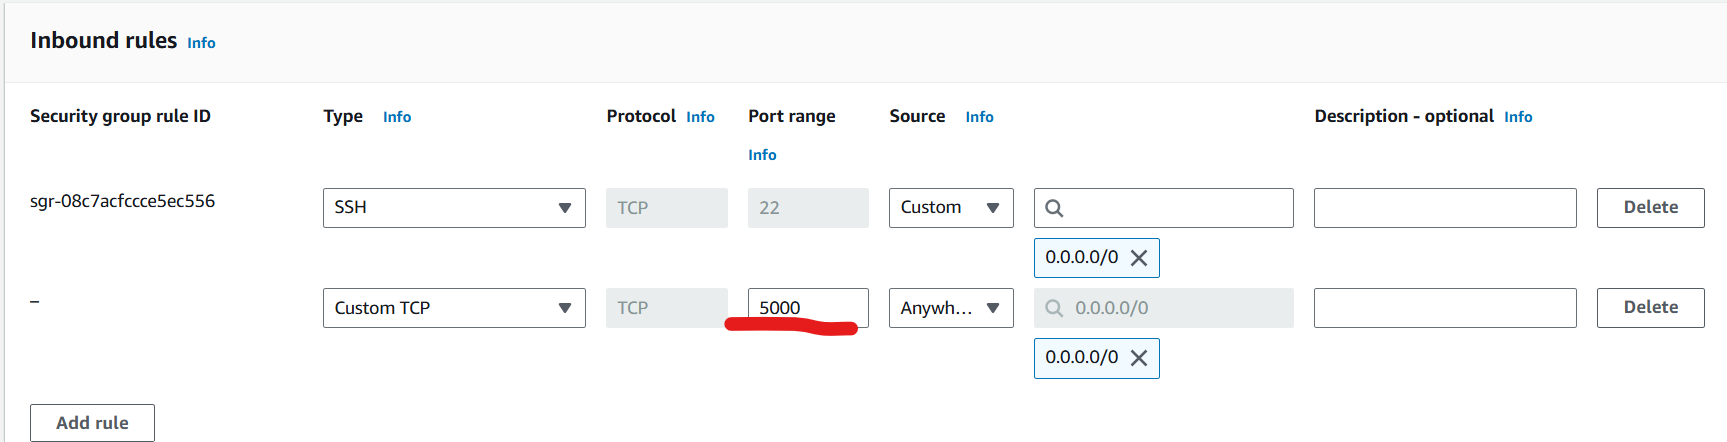 Inbound rules Info
Security group rule ID Type Info Protocol Info Port range Info Source Info Description - optional Info
sgr-08c7acfccce5ec556 SSH TCP 22 Custom Delete
0.0.0.0/0
– Custom TCP TCP 5000 Anywh... 0.0.0.0/0 Delete
0.0.0.0/0
Add rule